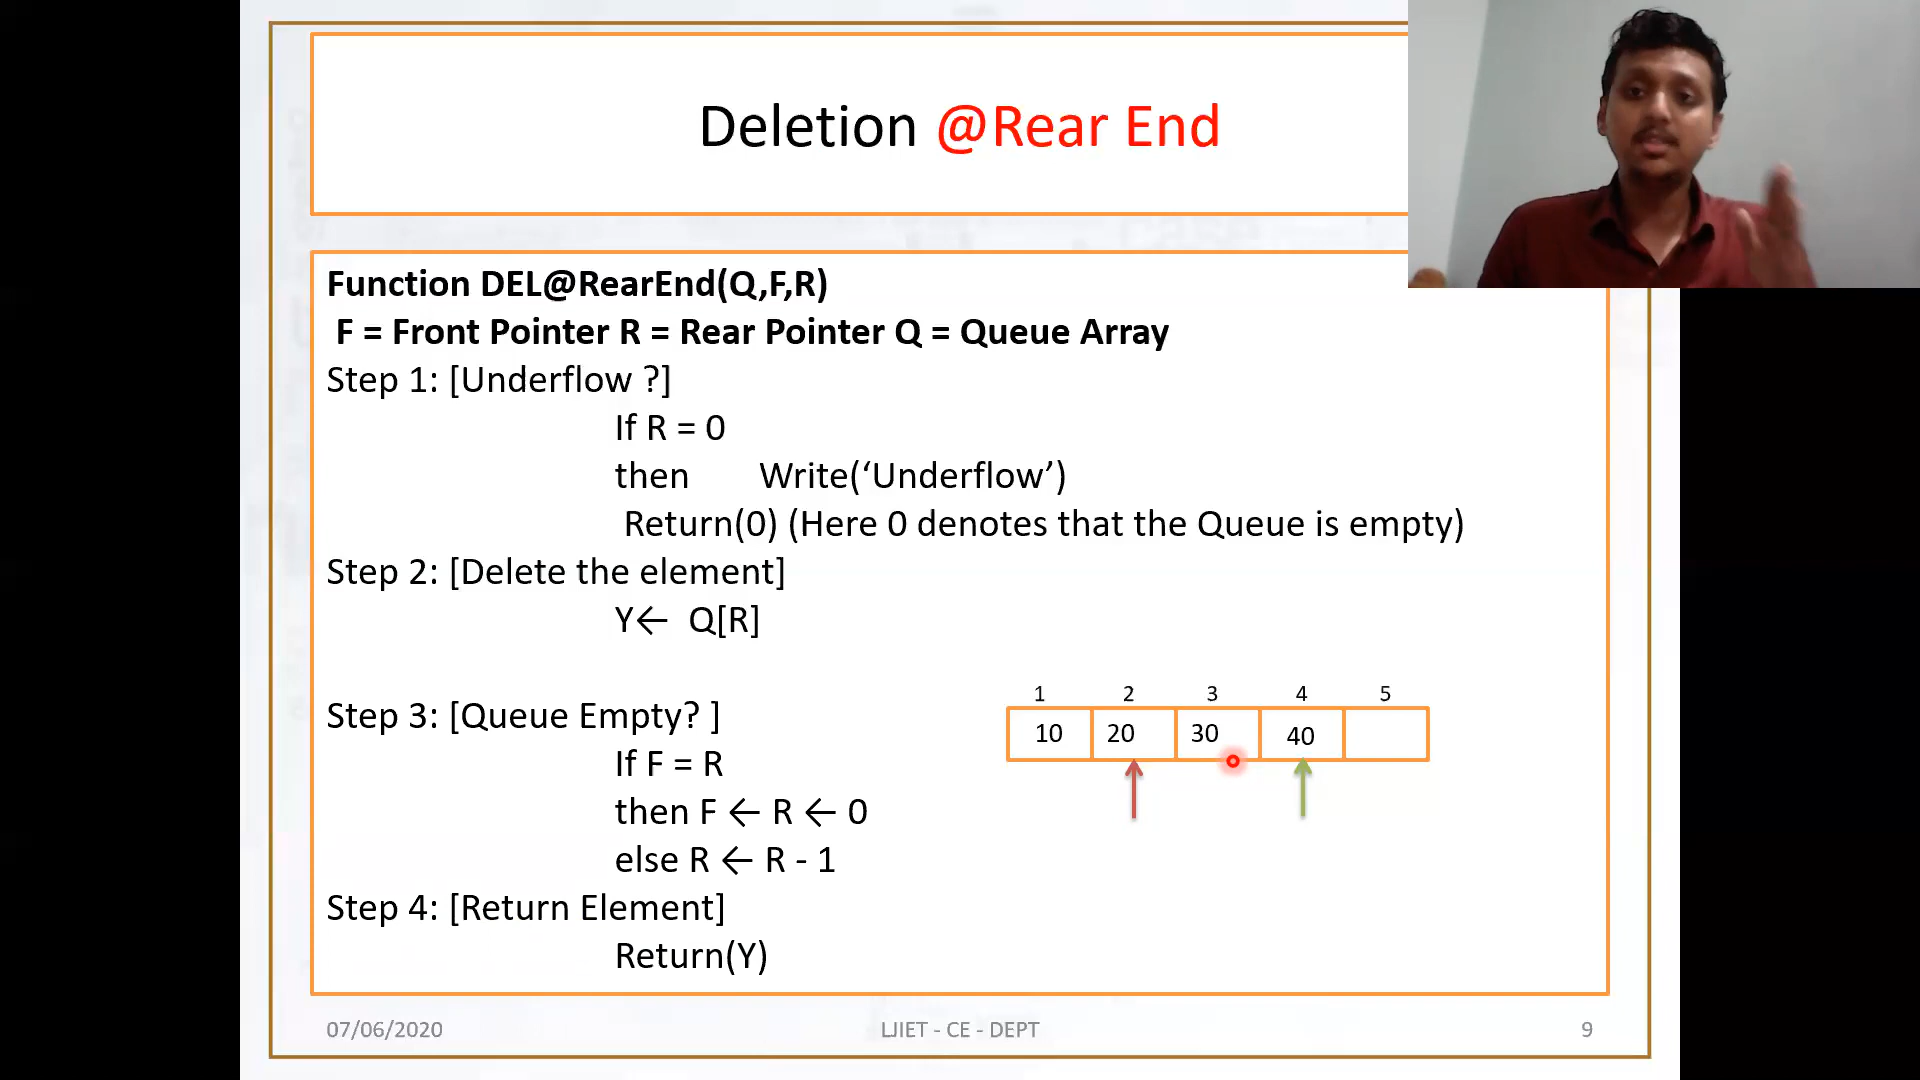 Deletion @Rear End
Function DEL@RearEnd(Q,F,R)
F = Front Pointer R = Rear Pointer Q = Queue Array
Step 1: [Underflow ?]
If R = 0
then Write(‘Underflow’)
Return(0) (Here 0 denotes that the Queue is empty)
Step 2: [Delete the element]
Y← Q[R]
Step 3: [Queue Empty? ]
If F = R
then F ← R ← 0
else R ← R - 1
Step 4: [Return Element]
Return(Y)
1 2 3 4 5
10 20 30 40
07/06/2020 LJIET - CE - DEPT 9